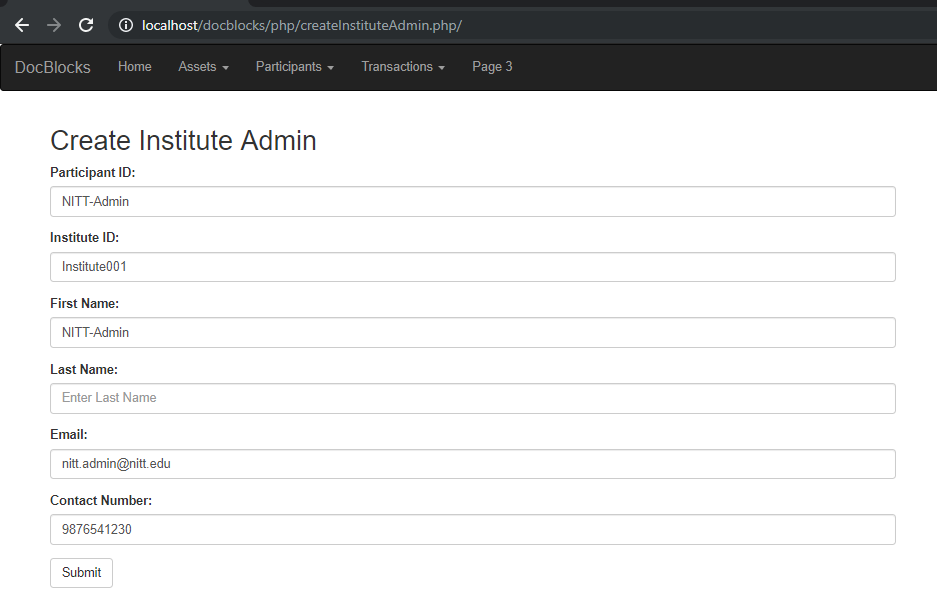 localhost/docblocks/php/createInstituteAdmin.php/
DocBlocks Home Assets Participants Transactions Page 3
Create Institute Admin
Participant ID:
NITT-Admin
Institute ID:
Institute001
First Name:
NITT-Admin
Last Name:
Enter Last Name
Email:
nitt.admin@nitt.edu
Contact Number:
9876541230
Submit